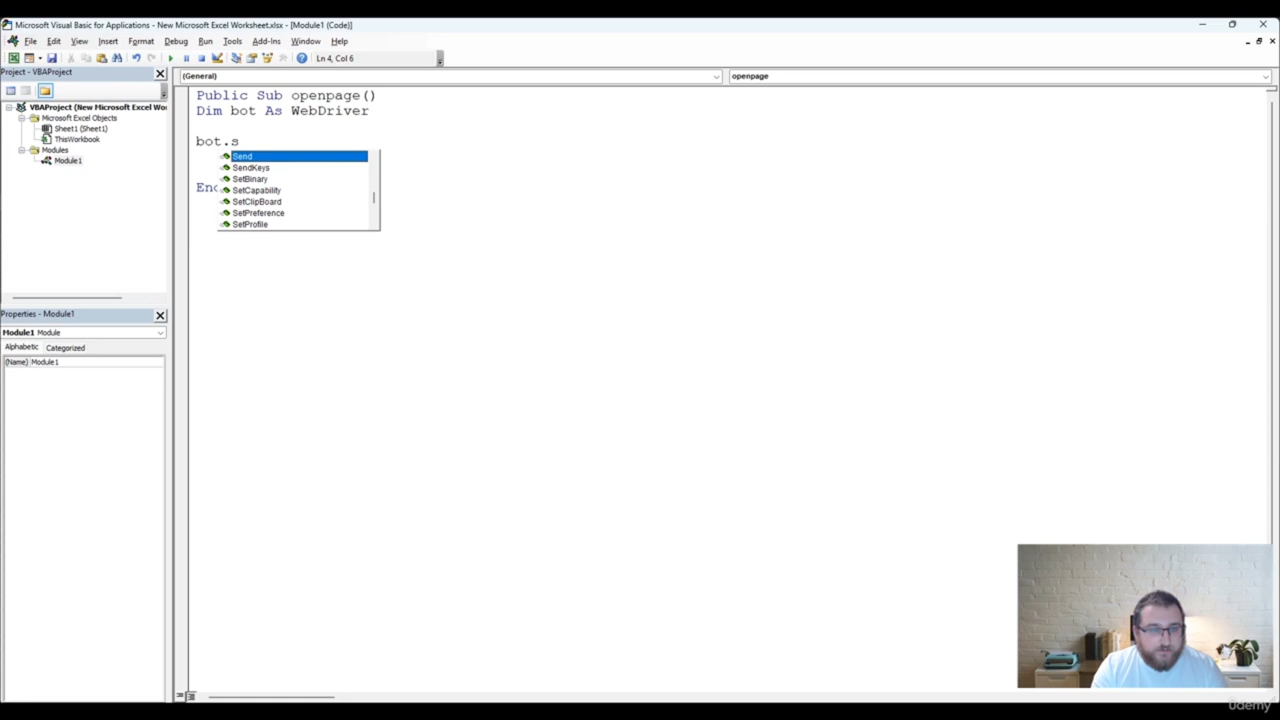 Microsoft Visual Basic for Applications - New Microsoft Excel Worksheet.xlsx - [Module1 (Code)]
File Edit View Insert Format Debug Run Tools Add-Ins Window Help
Ln 4, Col 6
Project - VBAProject
(General) openpage
VBAProject (New Microsoft Excel Wo
Microsoft Excel Objects
Sheet1 (Sheet1)
ThisWorkbook
Modules
Module1
Public Sub openpage()
Dim bot As WebDriver
bot.s
Send
SendKeys
SetBinary
SetCapability
SetClipBoard
SetPreference
SetProfile
En
Properties - Module1
Module1 Module
Alphabetic Categorized
(Name) Module1
ûdemy